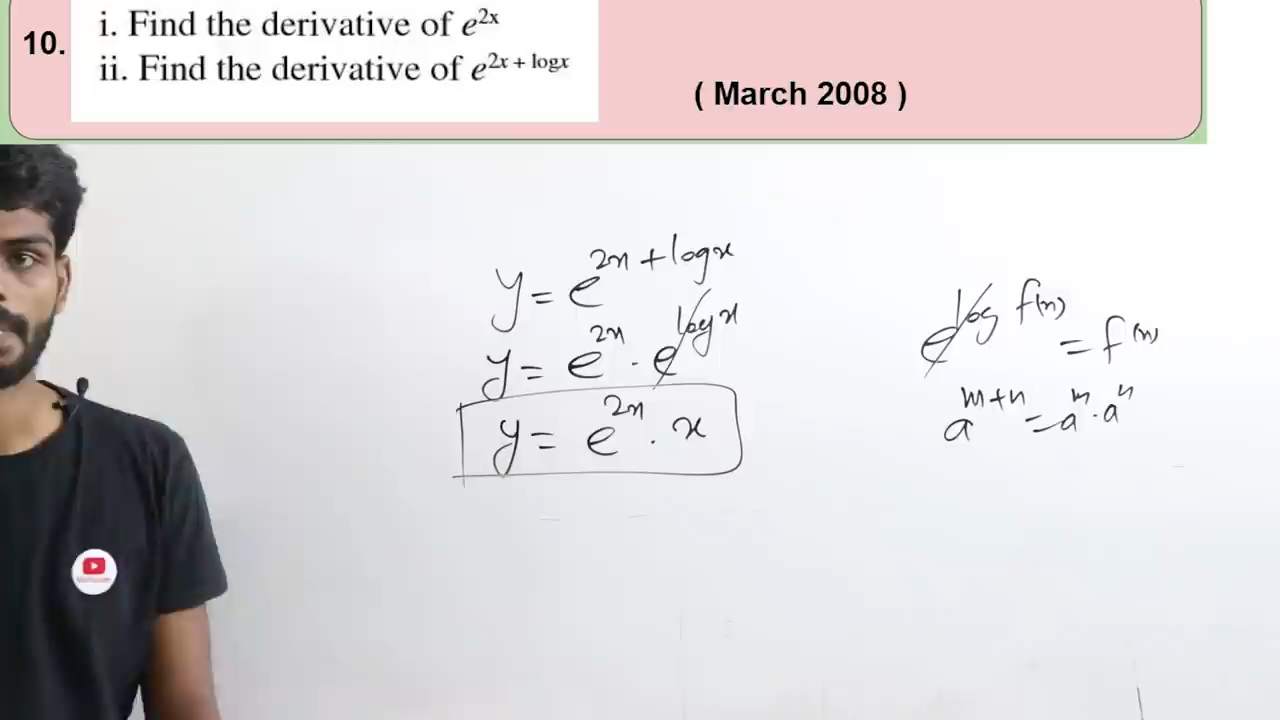 10.
i. Find the derivative of e^{2x}
ii. Find the derivative of e^{2x + logx}
( March 2008 )
y = e^{2x + logx}
y = e^{2x} · e^{logx}
y = e^{2x} · x
e^{log f(x)} = f(x)
a^{m+n} = a^m · a^n